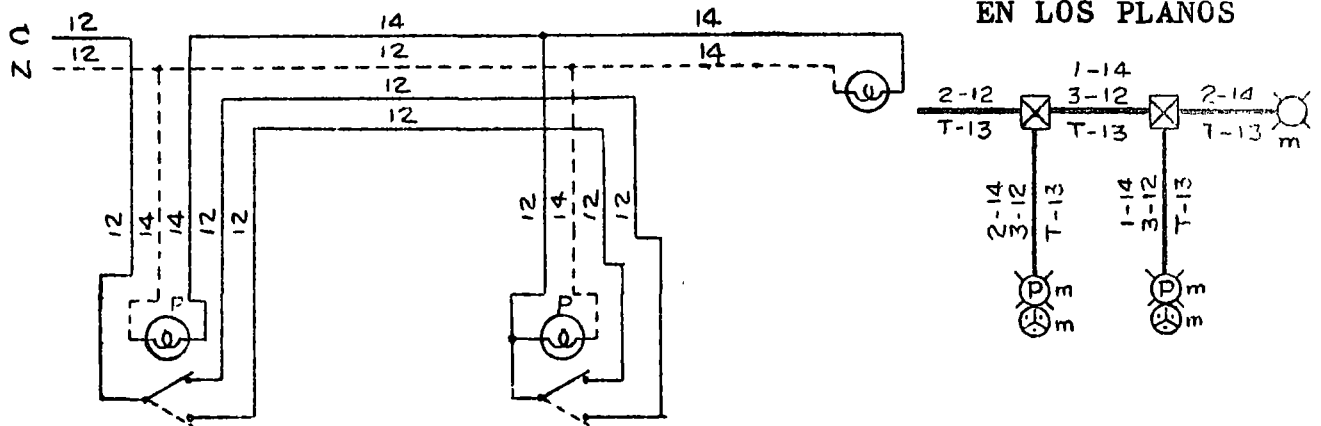 EN LOS PLANOS
C 12 14 14
N 12 12 14
12
12
12 14 14 12 12
12 14 12 12
P P
1-14
2-12 3-12 2-14
T-13 T-13 T-13
2-14 3-12 T-13
1-14 3-12 T-13
m
P m P m
m m